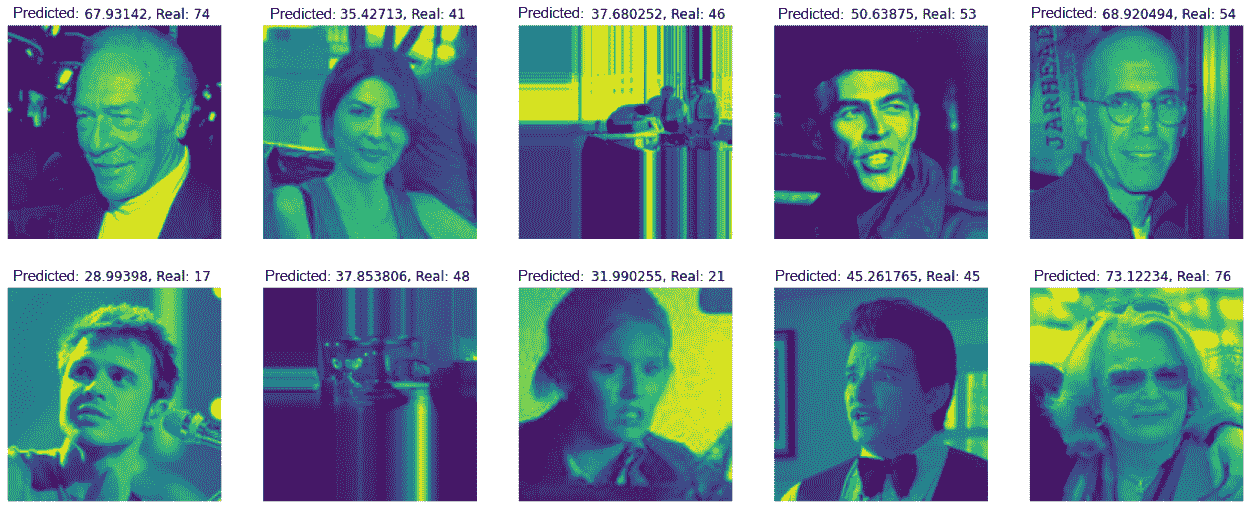 Predicted: 67.93142, Real: 74
Predicted: 35.42713, Real: 41
Predicted: 37.680252, Real: 46
Predicted: 50.63875, Real: 53
Predicted: 68.920494, Real: 54
JARHEAD
Predicted: 28.99398, Real: 17
Predicted: 37.853806, Real: 48
Predicted: 31.990255, Real: 21
Predicted: 45.261765, Real: 45
Predicted: 73.12234, Real: 76